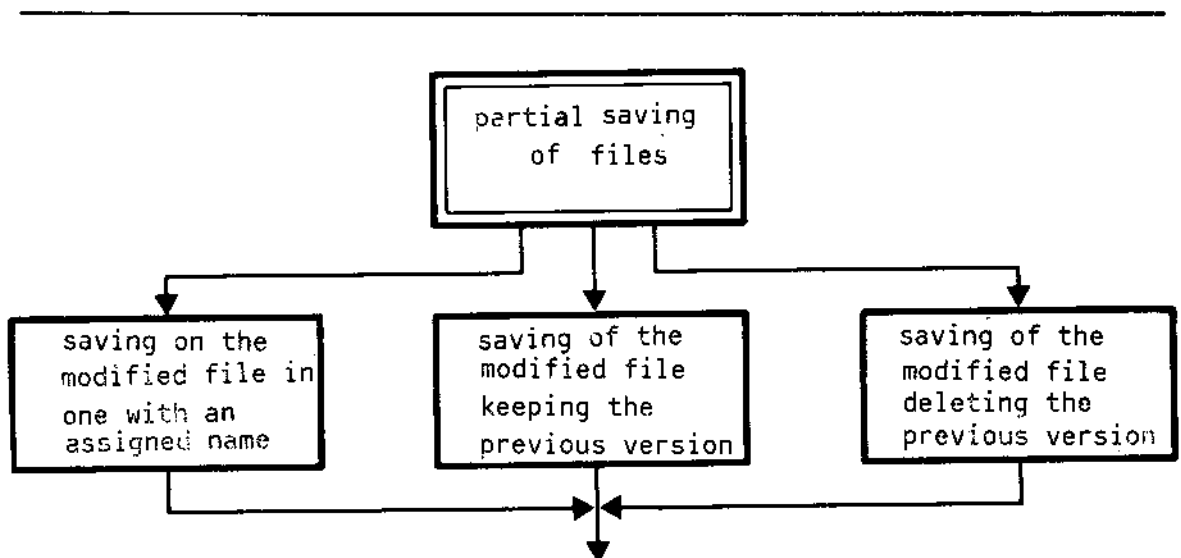 partial saving
of files
saving on the
modified file in
one with an
assigned name
saving of the
modified file
keeping the
previous version
saving of the
modified file
deleting the
previous version